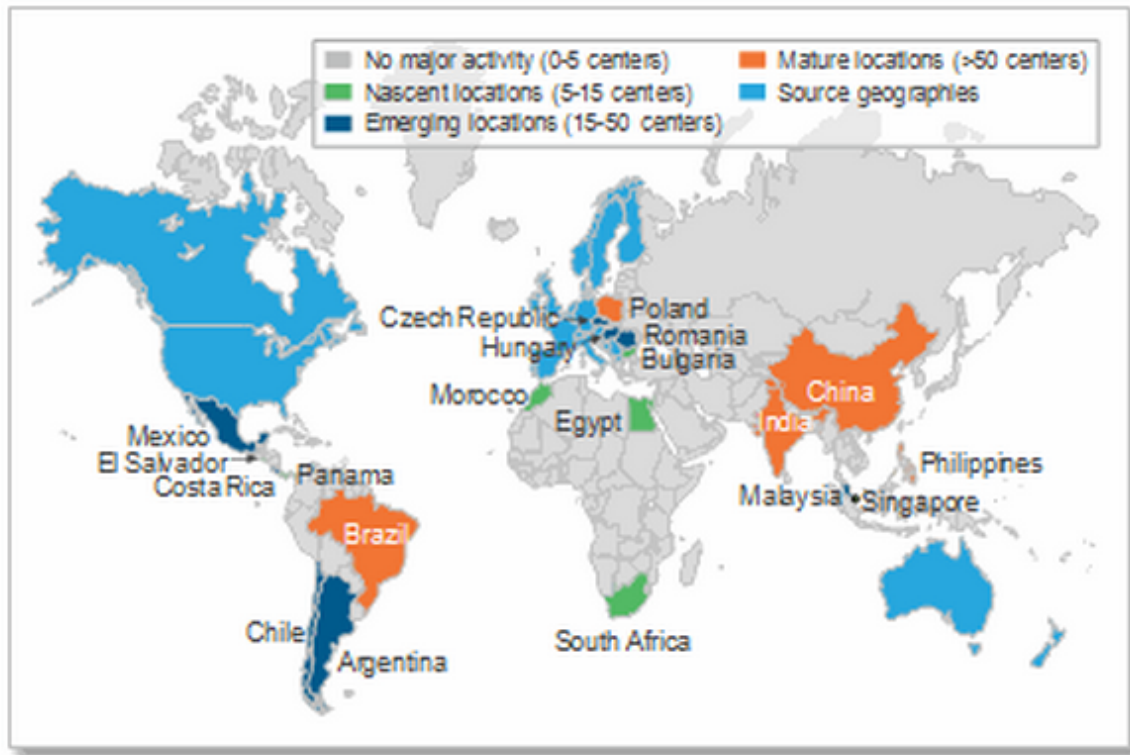 No major activity (0-5 centers)
Mature locations (>50 centers)
Nascent locations (5-15 centers)
Source geographies
Emerging locations (15-50 centers)
Czech Republic
Poland
Hungary
Romania
Bulgaria
Morocco
Egypt
China
India
Mexico
El Salvador
Costa Rica
Panama
Philippines
Malaysia
Singapore
Brazil
Chile
Argentina
South Africa